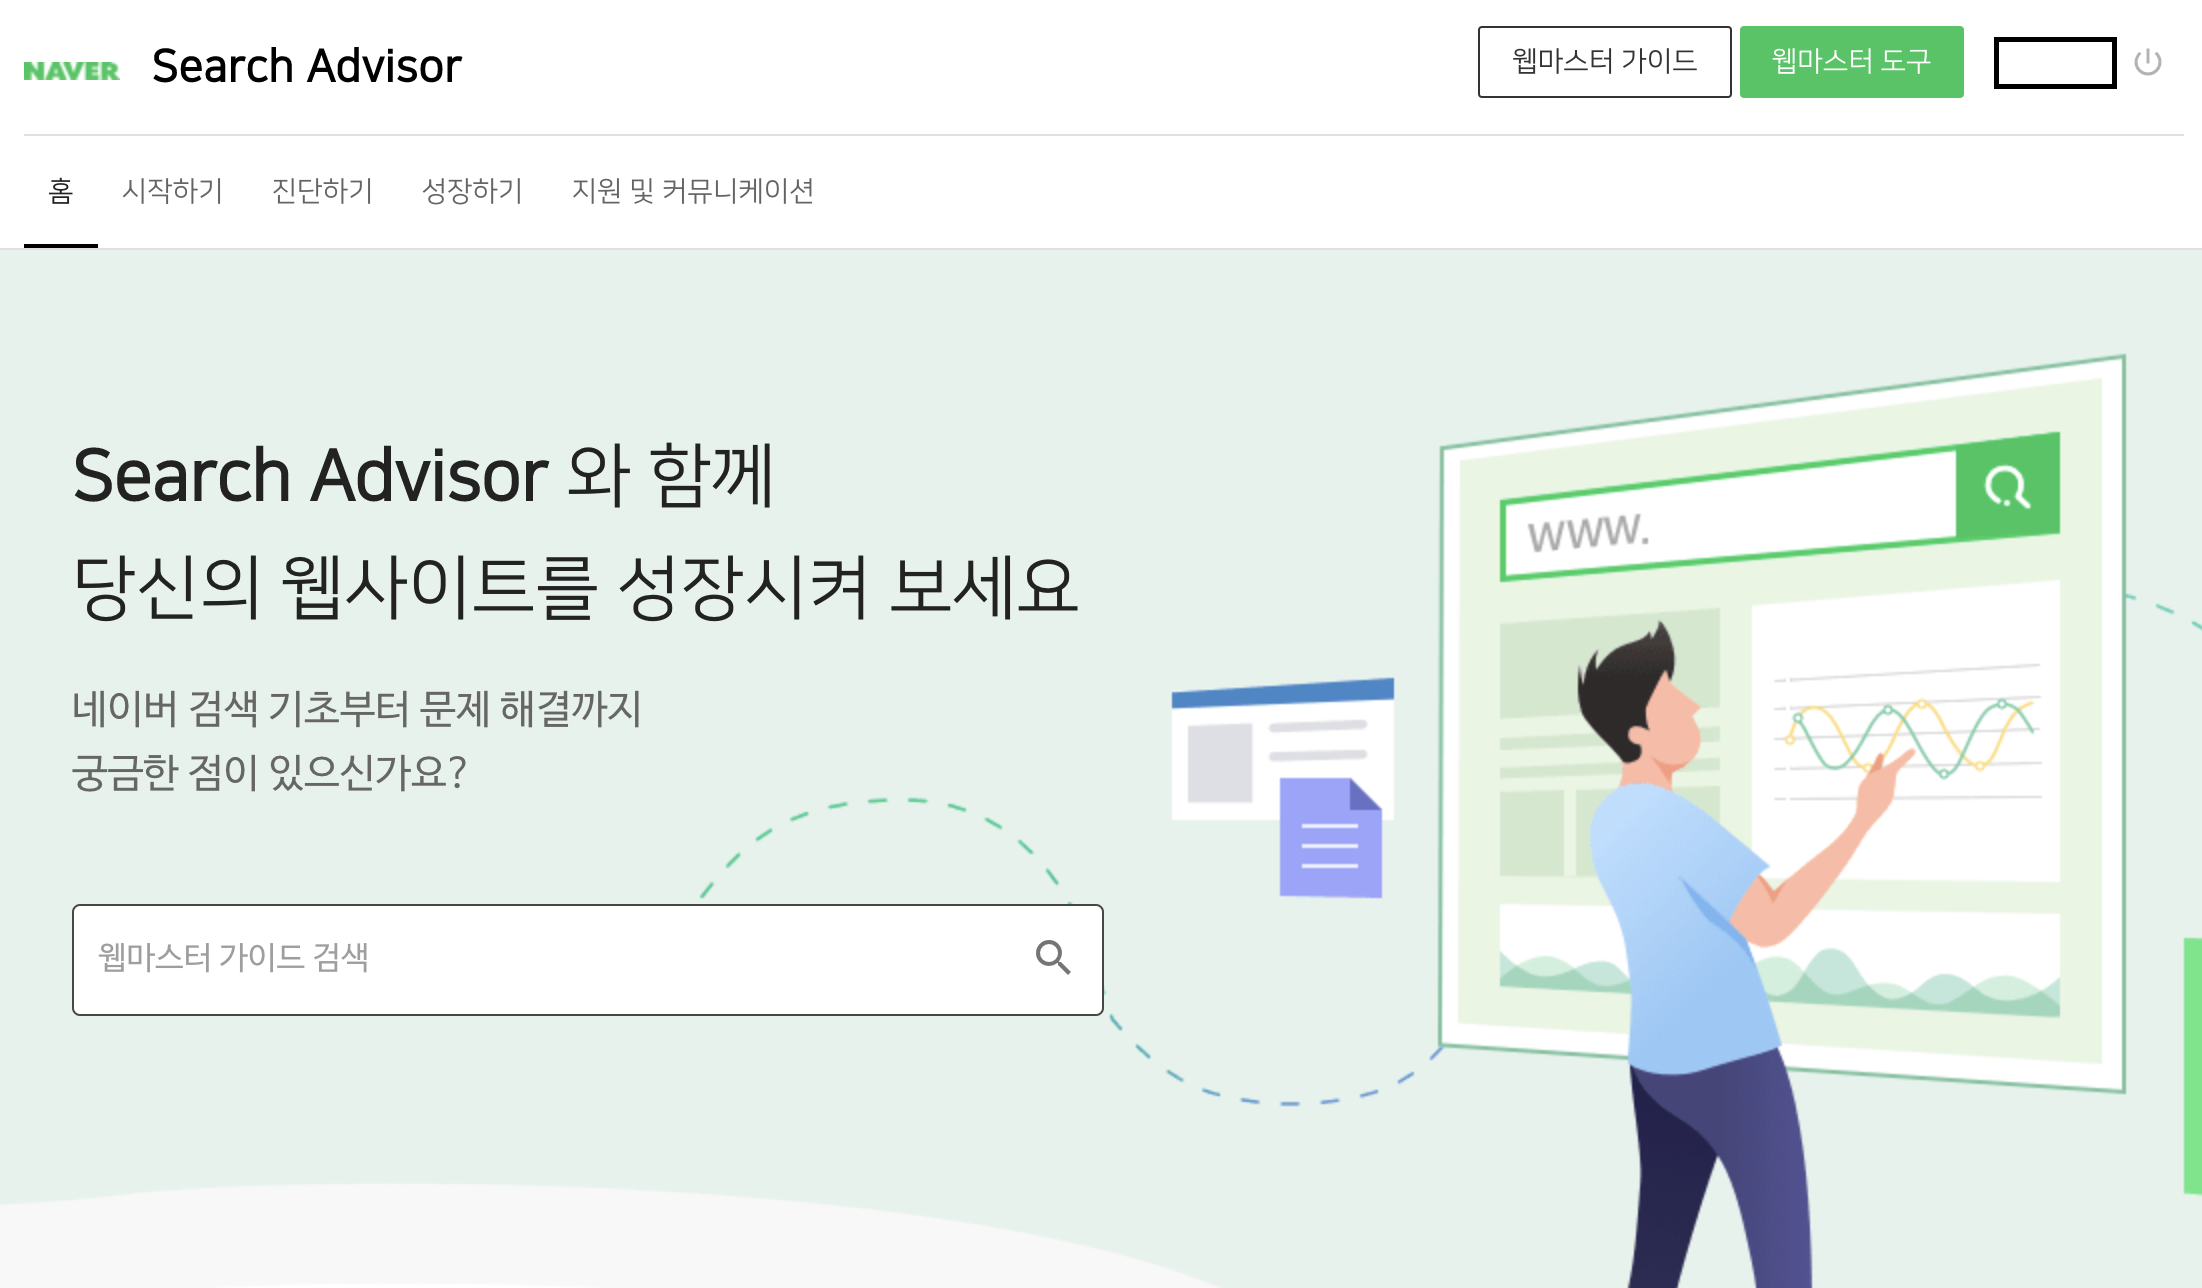 NAVER Search Advisor
웹마스터 가이드
웹마스터 도구
홈 시작하기 진단하기 성장하기 지원 및 커뮤니케이션
Search Advisor 와 함께
당신의 웹사이트를 성장시켜 보세요
네이버 검색 기초부터 문제 해결까지
궁금한 점이 있으신가요?
웹마스터 가이드 검색
www.